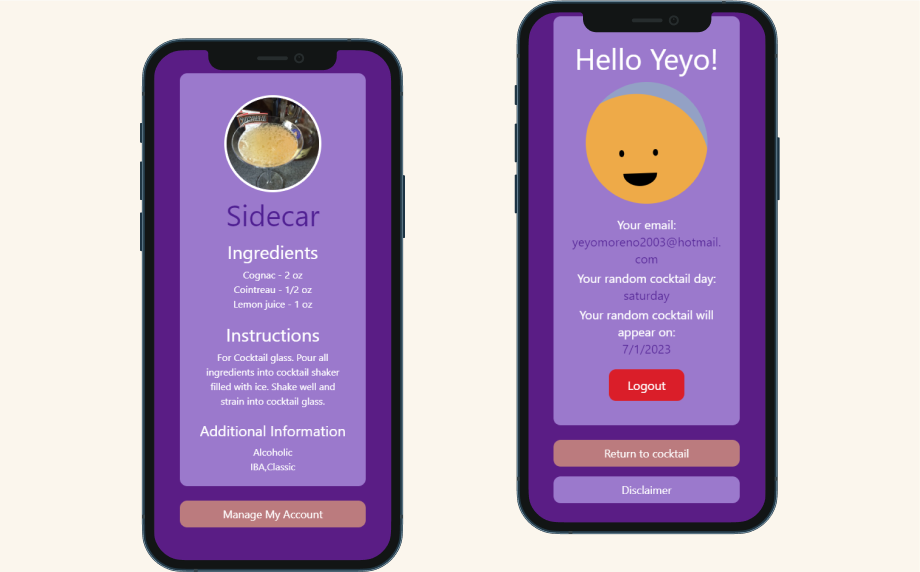 Sidecar
Ingredients
Cognac - 2 oz
Cointreau - 1/2 oz
Lemon juice - 1 oz
Instructions
For Cocktail glass. Pour all
ingredients into cocktail shaker
filled with ice. Shake well and
strain into cocktail glass.
Additional Information
Alcoholic
IBA,Classic
Manage My Account
Hello Yeyo!
Your email:
yeyomoreno2003@hotmail.
com
Your random cocktail day:
saturday
Your random cocktail will
appear on:
7/1/2023
Logout
Return to cocktail
Disclaimer